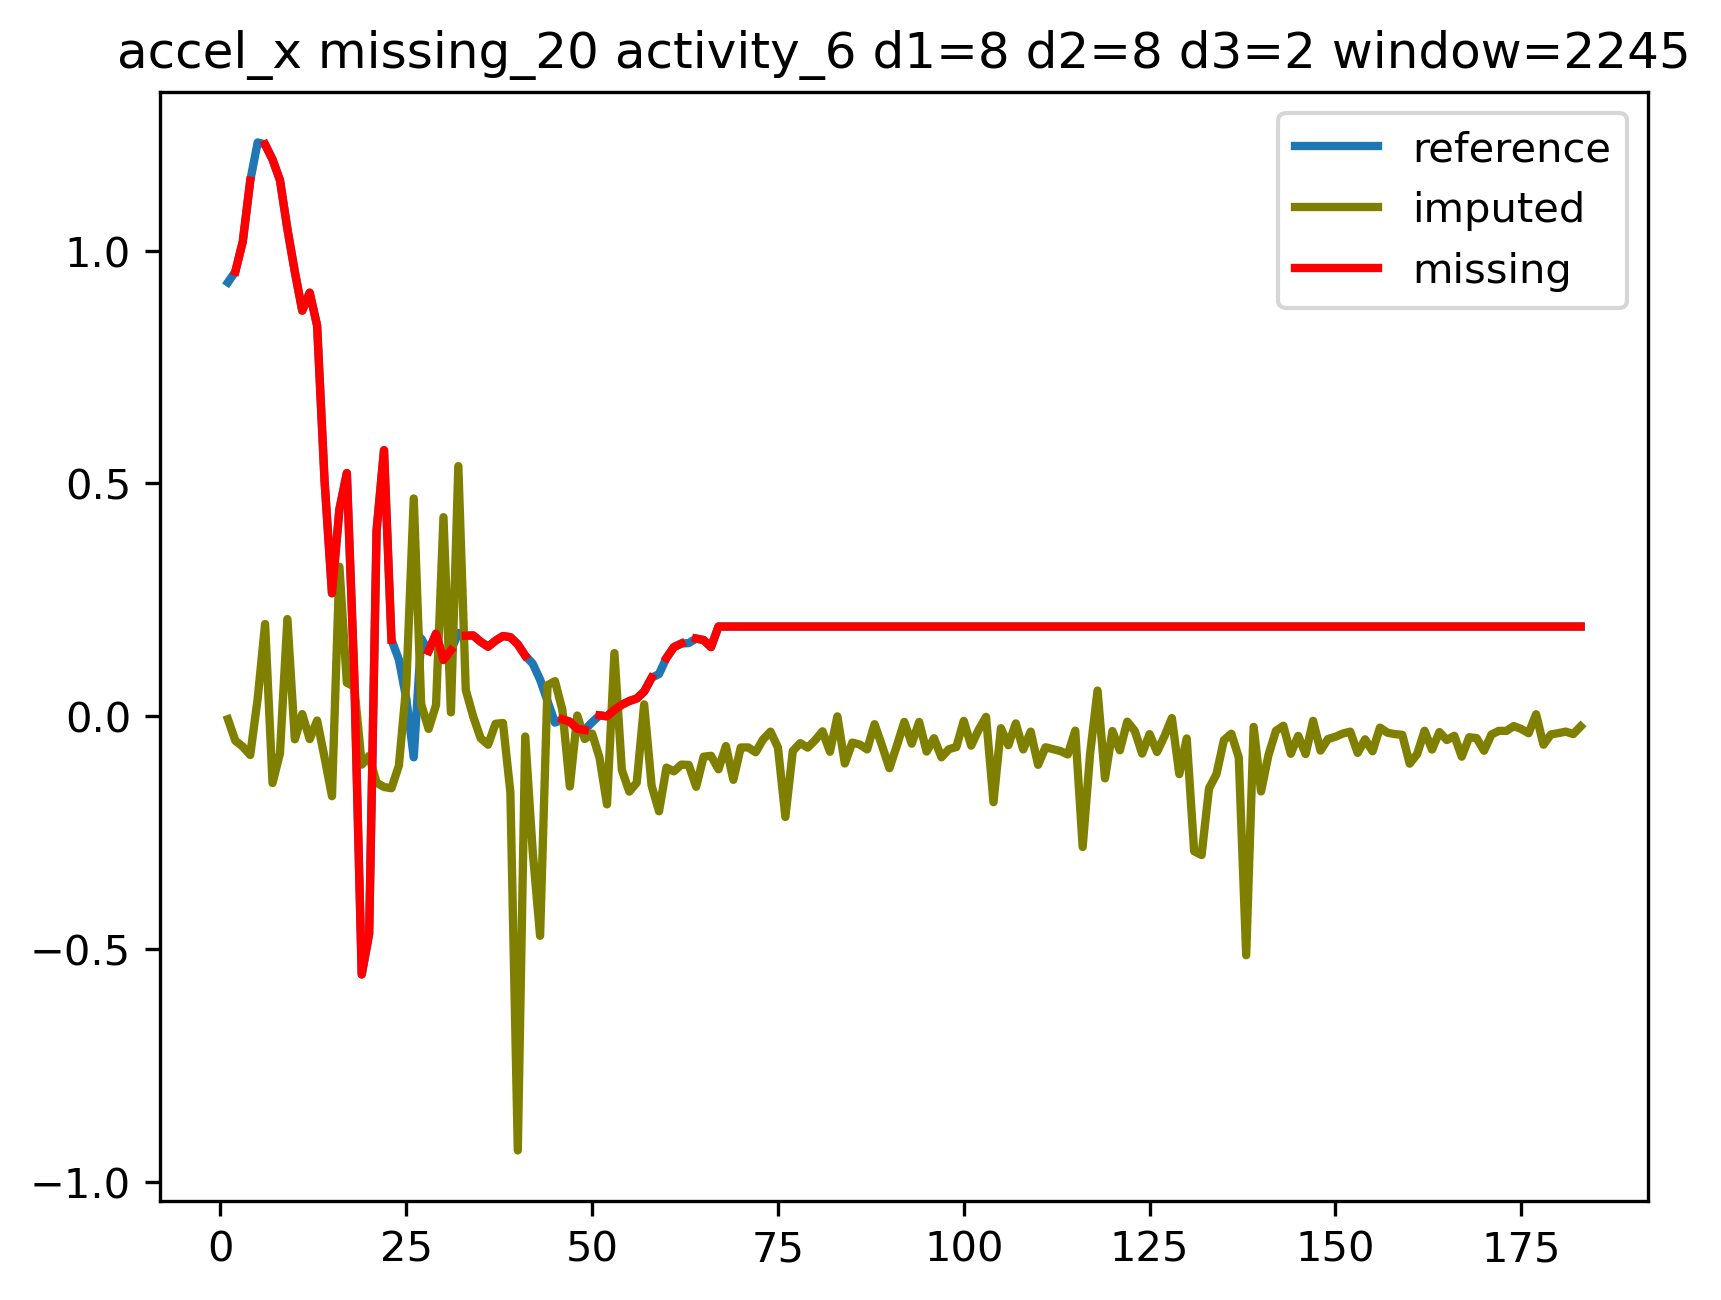 accel_x missing_20 activity_6 d1=8 d2=8 d3=2 window=2245
reference
imputed
missing
1.0
0.5
0.0
−0.5
−1.0
0 25 50 75 100 125 150 175